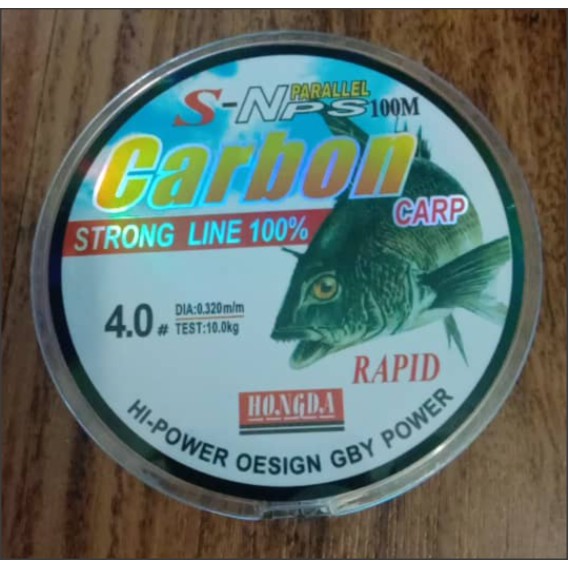 PARALLEL
S-NPS 100M
Carbon
CARP
STRONG LINE 100%
4.0#
DIA:0.320m/m
TEST:10.0kg
RAPID
HONGDA
HI-POWER OESIGN GBY POWER